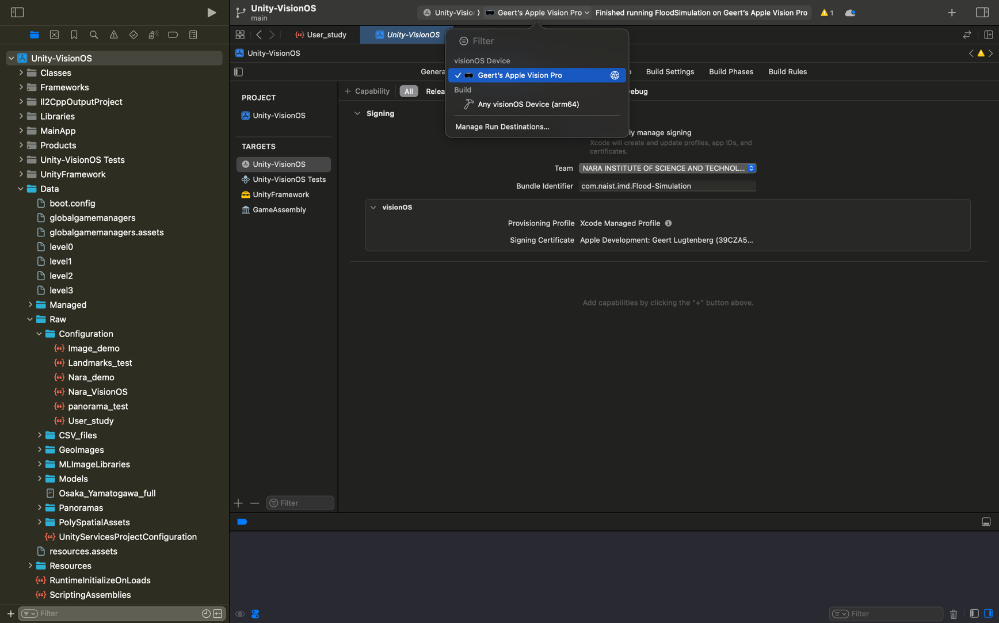 Unity-VisionOS
main
Unity-Visio
Geert's Apple Vision Pro
Finished running FloodSimulation on Geert's Apple Vision Pro
1
User_study
Unity-VisionOS
Unity-VisionOS
Filter
visionOS Device
Geert's Apple Vision Pro
Build
Any visionOS Device (arm64)
Manage Run Destinations...
Unity-VisionOS
Classes
Frameworks
Il2CppOutputProject
Libraries
MainApp
Products
Unity-VisionOS Tests
UnityFramework
Data
boot.config
globalgamemanagers
globalgamemanagers.assets
level0
level1
level2
level3
Managed
Raw
Configuration
Image_demo
Landmarks_test
Nara_demo
Nara_VisionOS
panorama_test
User_study
CSV_files
GeoImages
MLImageLibraries
Models
Osaka_Yamatogawa_full
Panoramas
PolySpatialAssets
UnityServicesProjectConfiguration
resources.assets
Resources
RuntimeInitializeOnLoads
ScriptingAssemblies
Filter
PROJECT
Unity-VisionOS
TARGETS
Unity-VisionOS
Unity-VisionOS Tests
UnityFramework
GameAssembly
Filter
Genera
Build Settings
Build Phases
Build Rules
+ Capability
All
Relea
ebug
Signing
ly manage signing
Xcode will create and update profiles, app IDs, and
certificates.
Team NARA INSTITUTE OF SCIENCE AND TECHNOL...
Bundle Identifier com.naist.imd.Flood-Simulation
visionOS
Provisioning Profile Xcode Managed Profile
Signing Certificate Apple Development: Geert Lugtenberg (39CZA5...
Add capabilities by clicking the "+" button above.
Filter